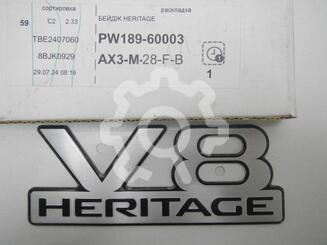 сортировка
раскладка
59 C2 2.33
БЕЙДЖ HERITAGE
TBE2407060
PW189-60003
8BJK0929
AX3-M-28-F-B
29.07.24 08:16
1
V8
HERITAGE